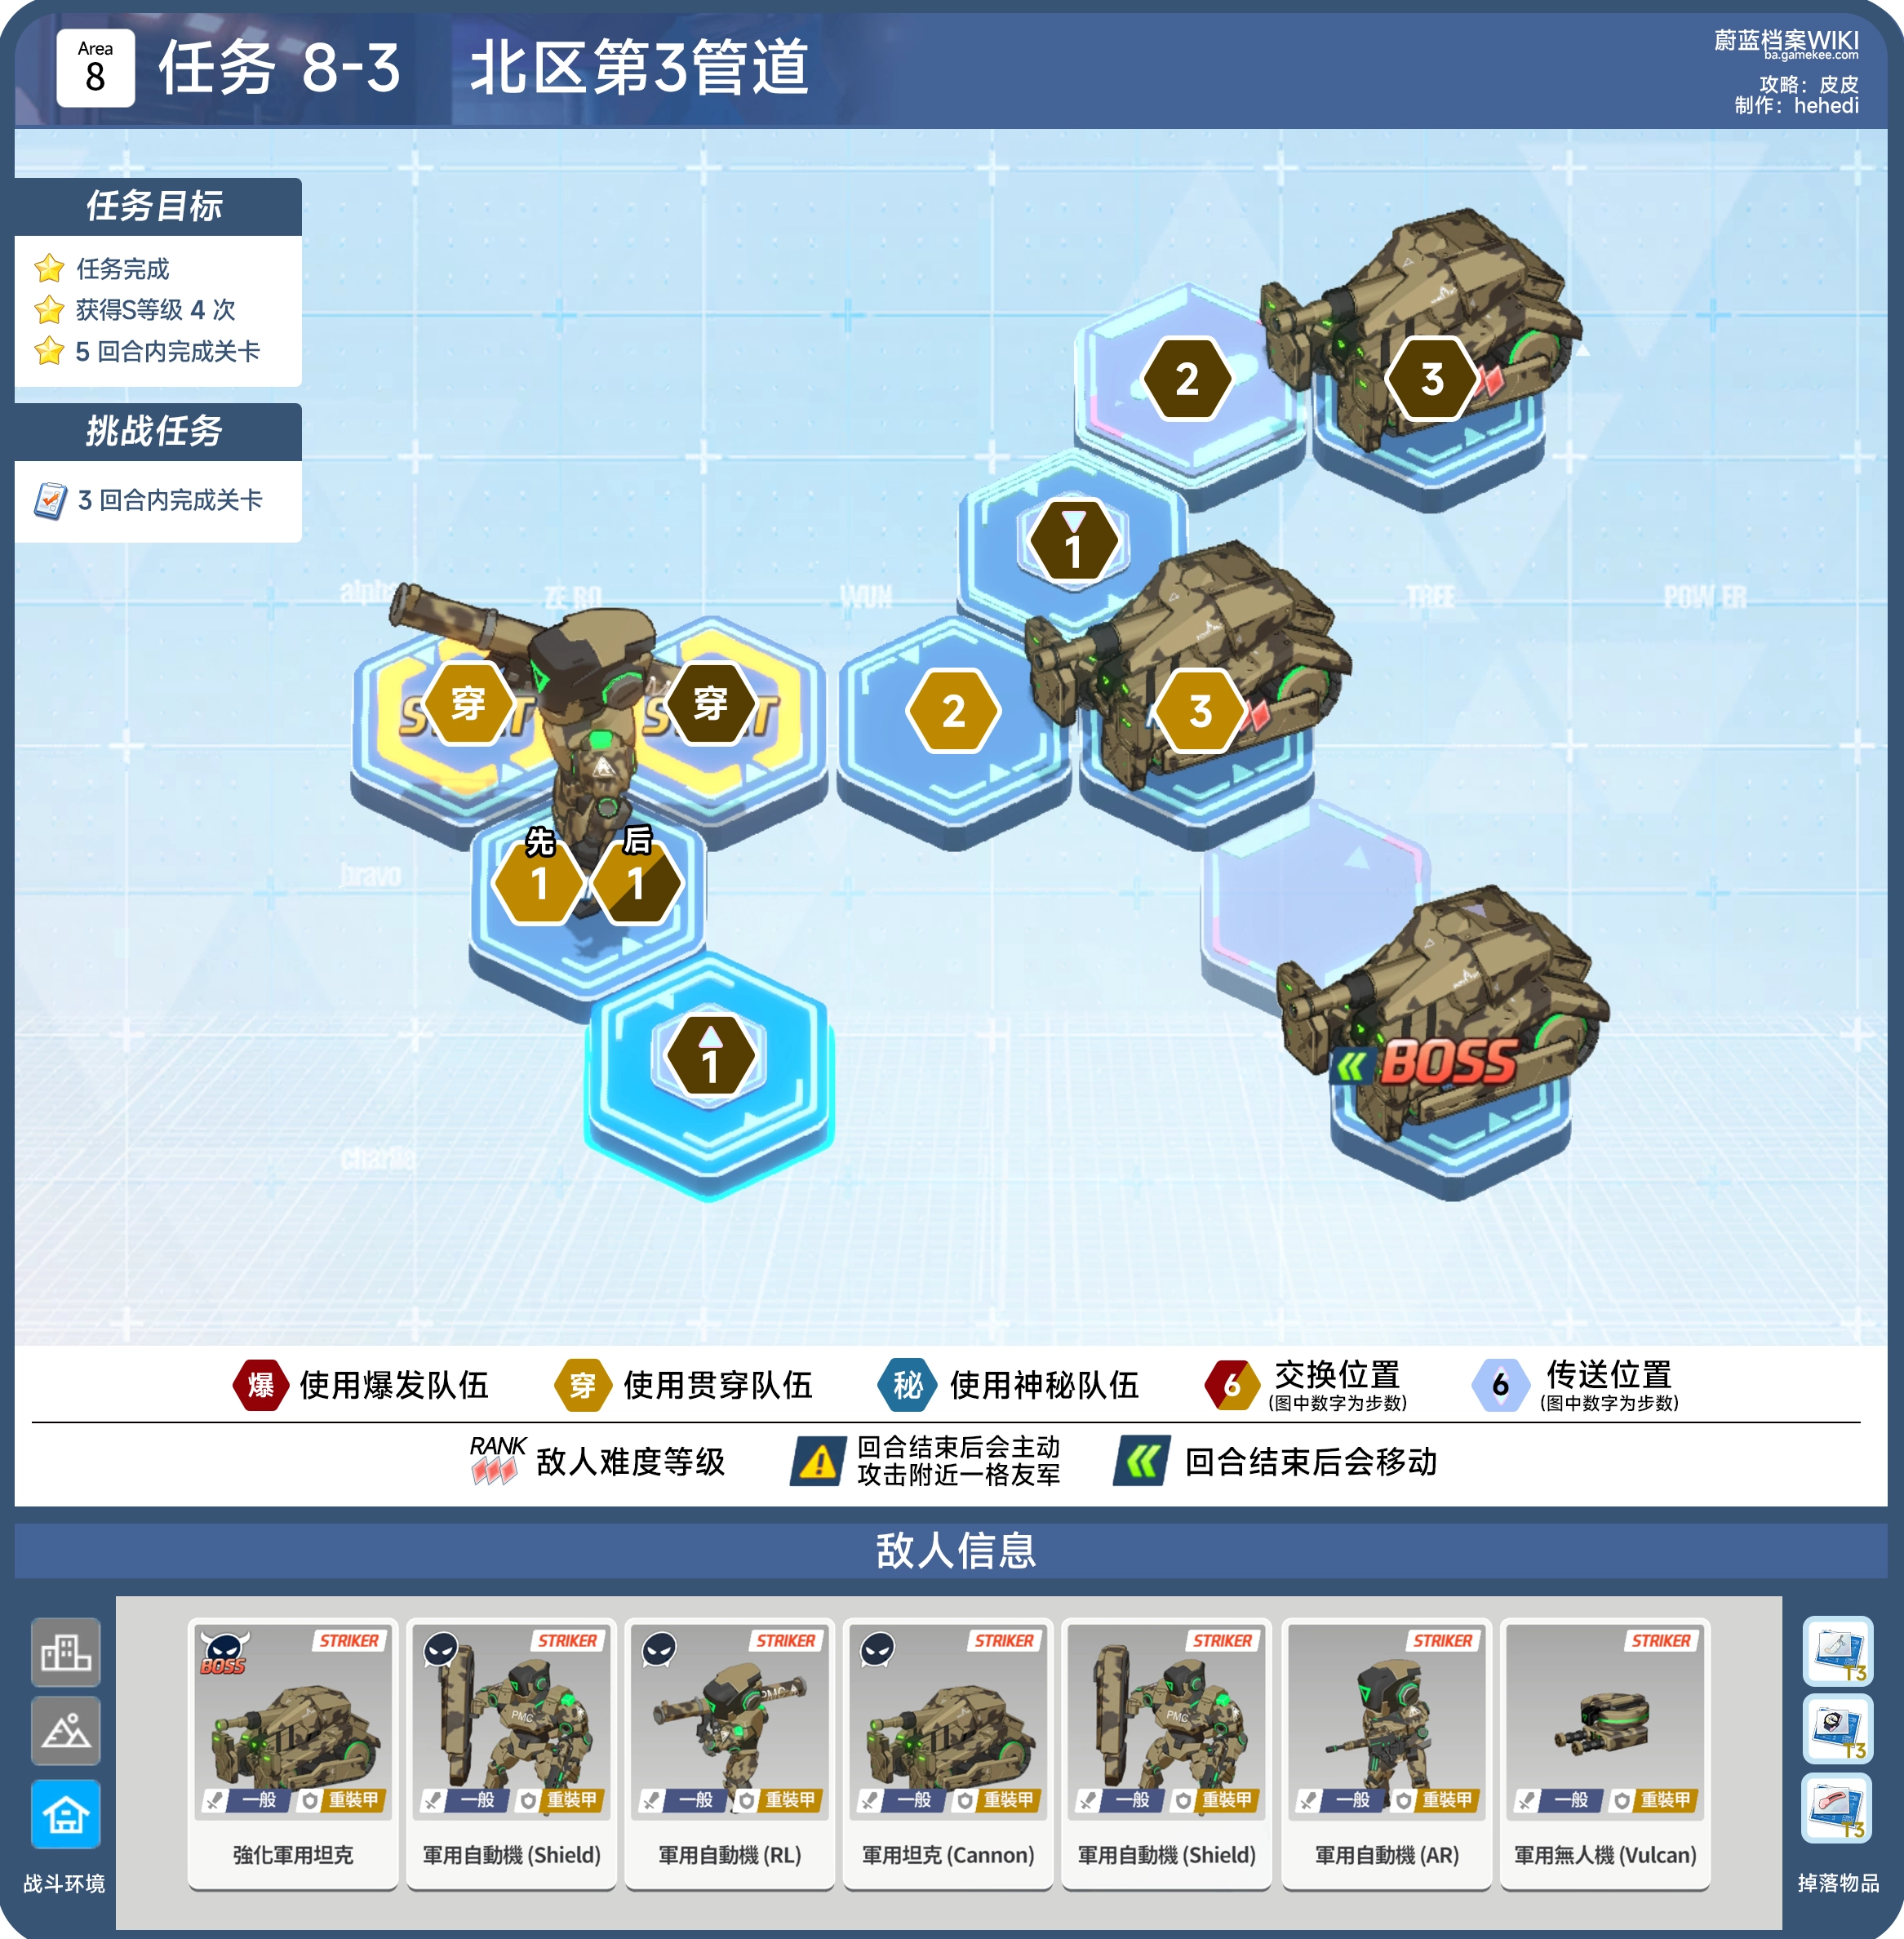 Area
8
任务 8-3 北区第3管道
蔚蓝档案WIKI
ba.gamekee.com
攻略：皮皮
制作：hehedi
任务目标
任务完成
获得S等级 4 次
5 回合内完成关卡
挑战任务
3 回合内完成关卡
2
3
1
alpha
ZERO
WUN
TREE
POWER
穿
穿
2
3
先
后
1
1
bravo
1
BOSS
charlie
爆 使用爆发队伍
穿 使用贯穿队伍
秘 使用神秘队伍
6 交换位置
(图中数字为步数)
6 传送位置
(图中数字为步数)
RANK 敌人难度等级
回合结束后会主动
攻击附近一格友军
回合结束后会移动
敌人信息
BOSS
STRIKER
一般
重裝甲
強化軍用坦克
STRIKER
PMC
一般
重裝甲
軍用自動機 (Shield)
STRIKER
PMC
一般
重裝甲
軍用自動機 (RL)
STRIKER
一般
重裝甲
軍用坦克 (Cannon)
STRIKER
PMC
一般
重裝甲
軍用自動機 (Shield)
STRIKER
一般
重裝甲
軍用自動機 (AR)
STRIKER
一般
重裝甲
軍用無人機 (Vulcan)
战斗环境
T3
T3
T3
掉落物品